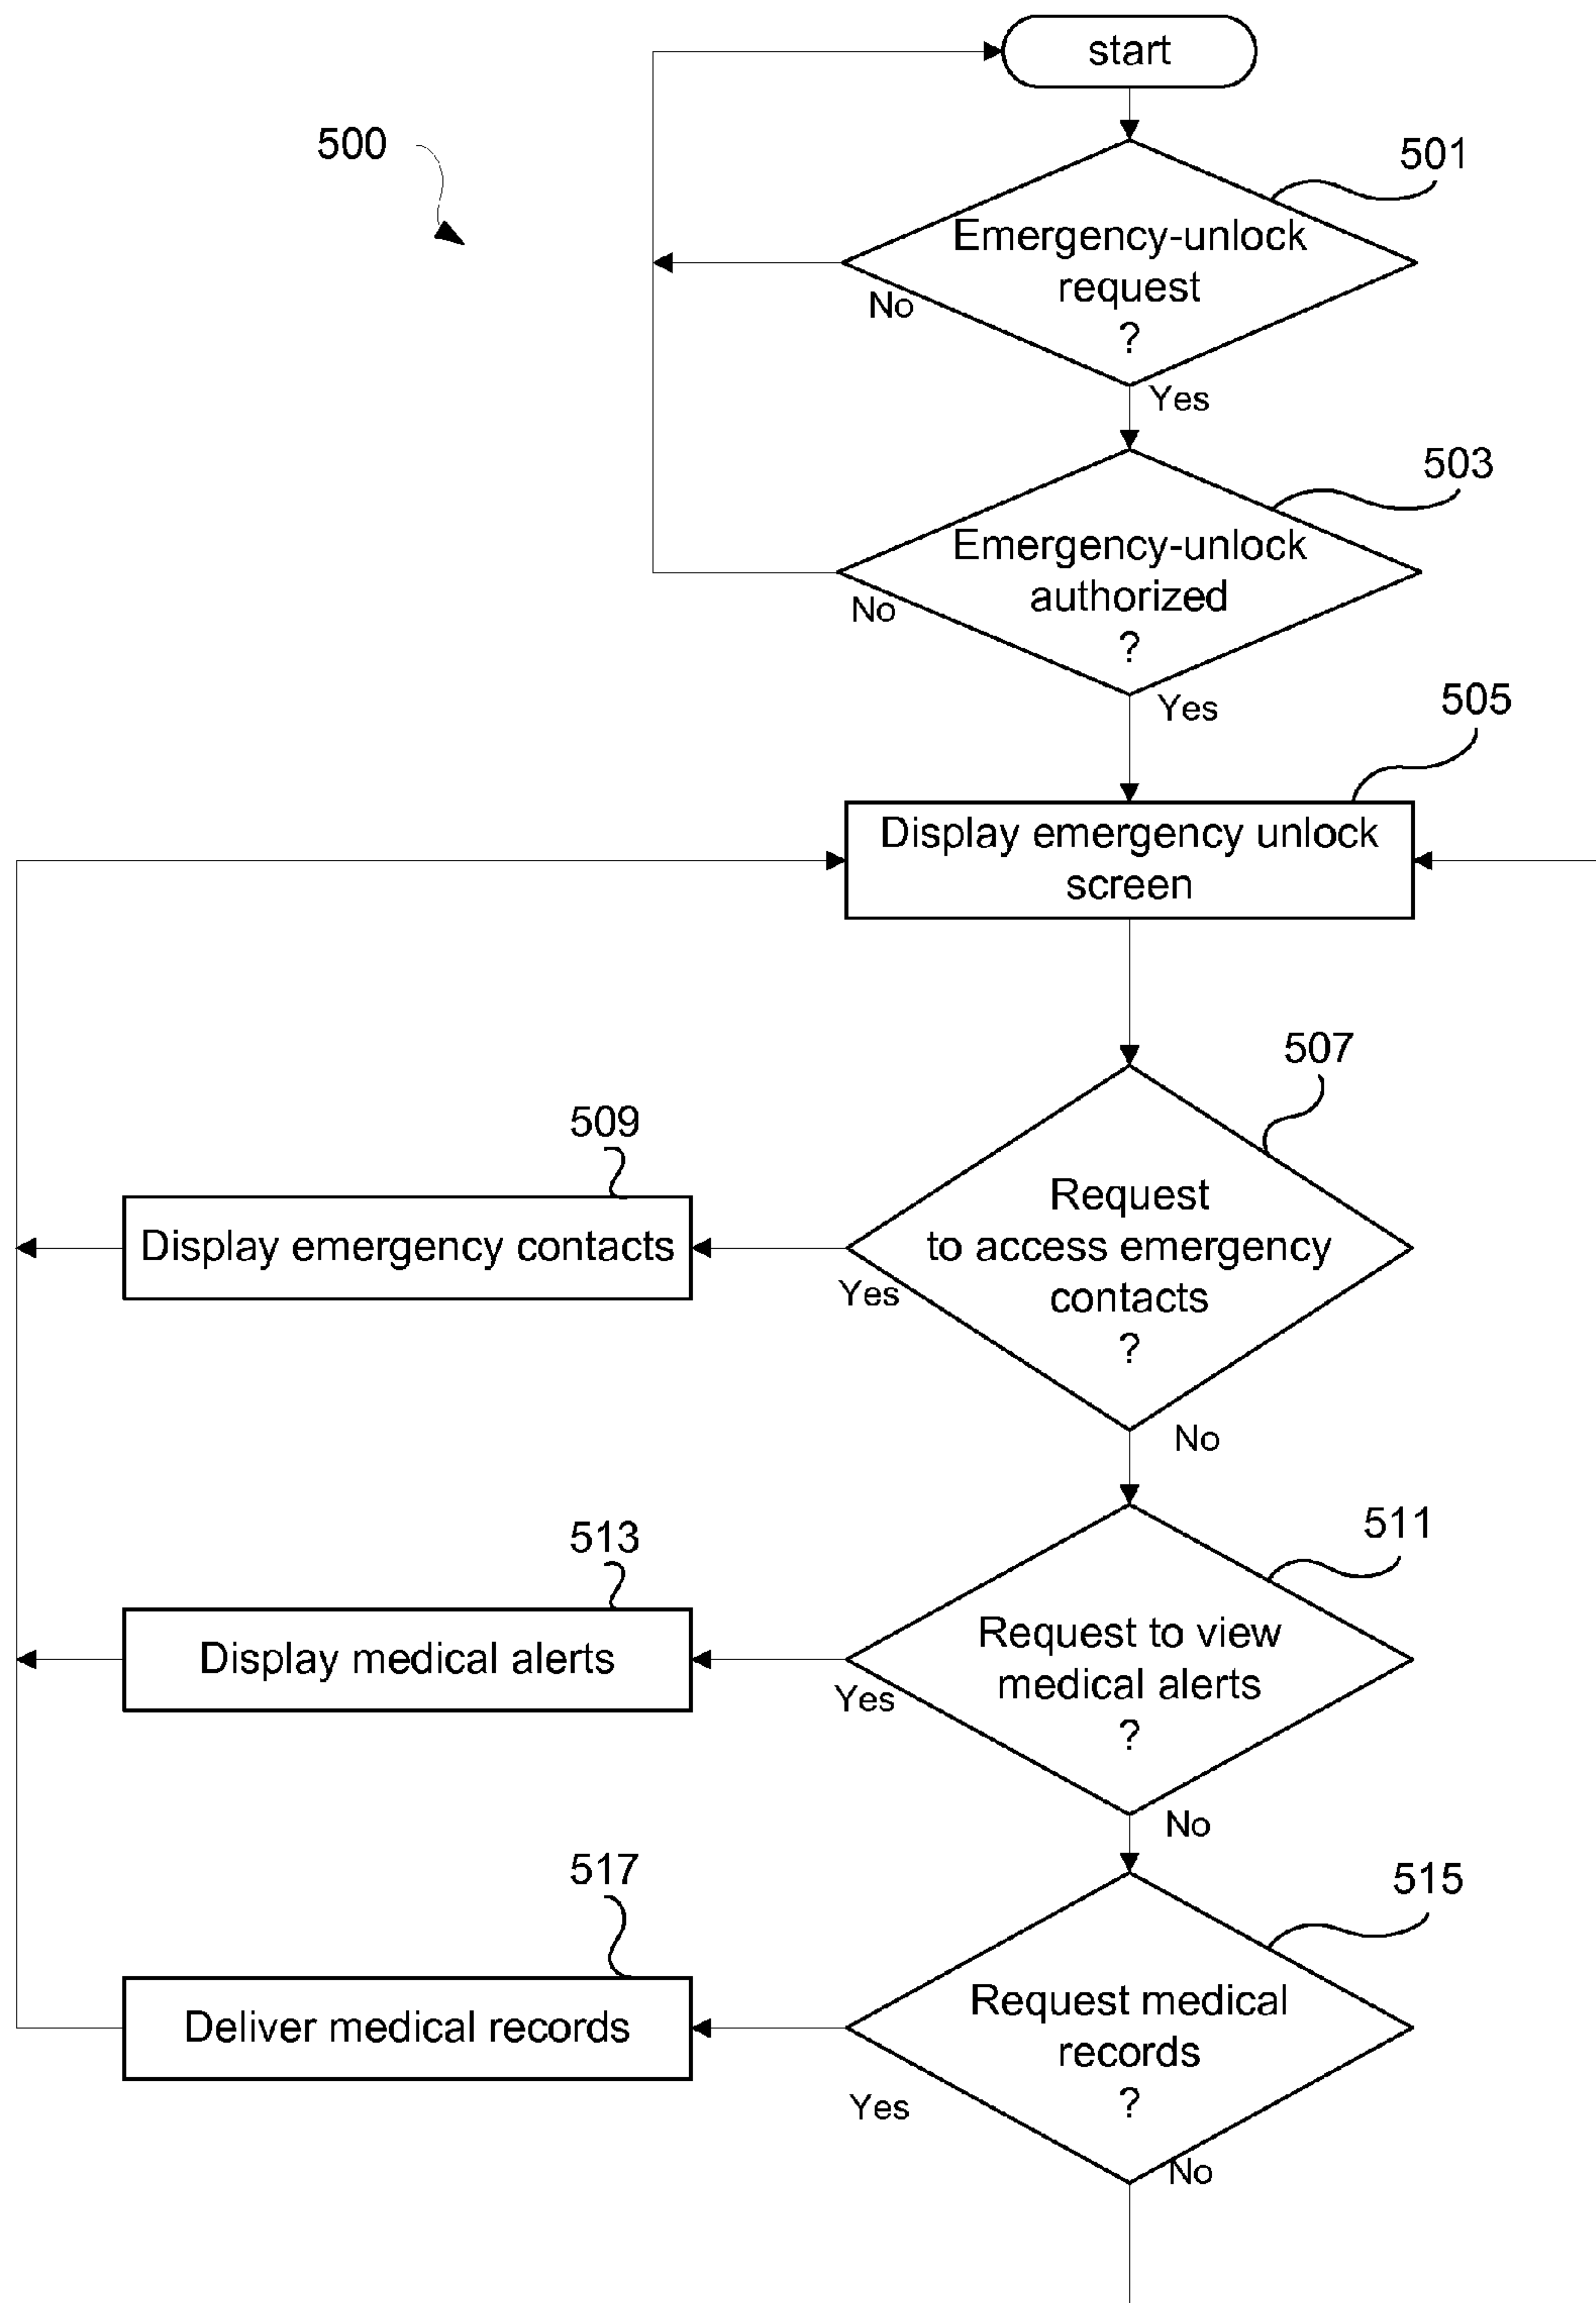 start
500
501
Emergency-unlock
request
?
No
Yes
503
Emergency-unlock
authorized
?
No
Yes
505
Display emergency unlock
screen
507
Request
to access emergency
contacts
?
Yes
No
509
Display emergency contacts
511
Request to view
medical alerts
?
Yes
No
513
Display medical alerts
515
Request medical
records
?
Yes
No
517
Deliver medical records